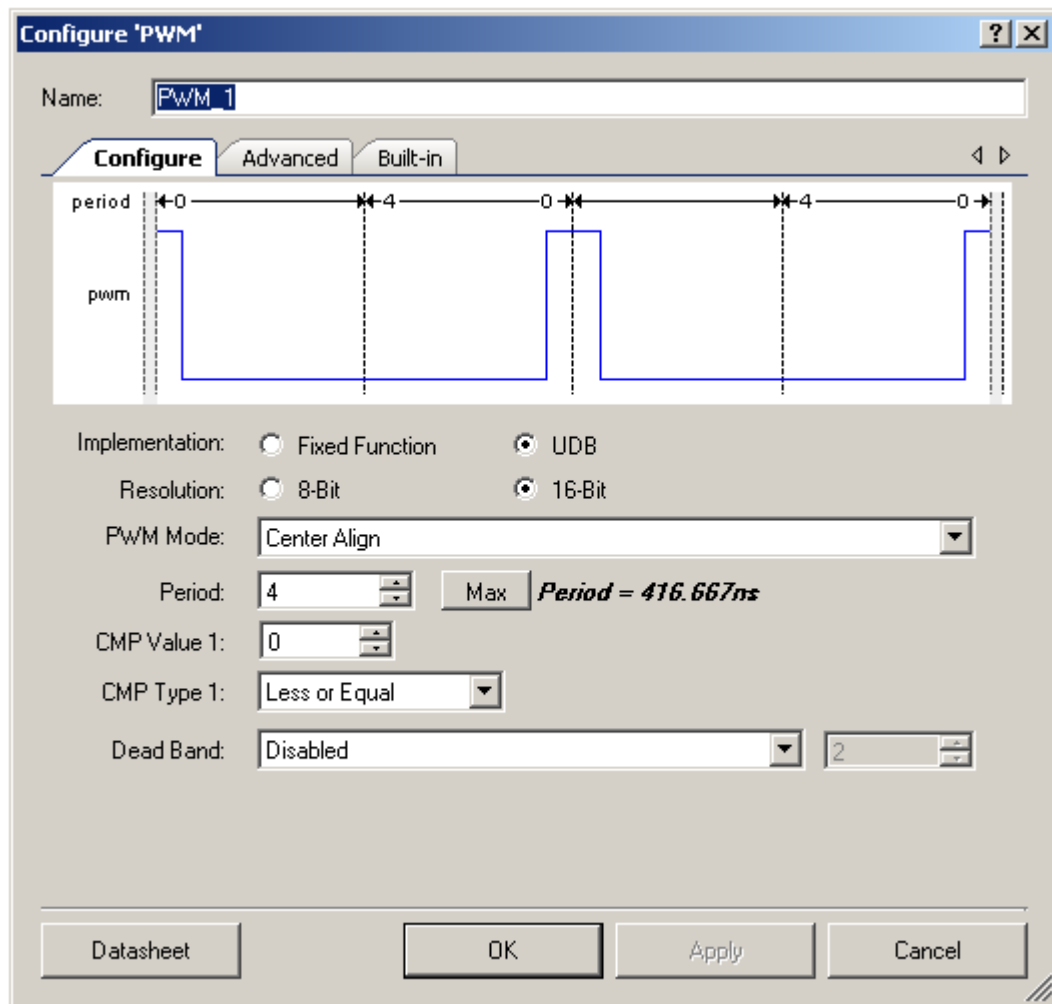 Configure 'PWM'
Name: PWM_1
Configure Advanced Built-in
period 0 4 0 4 0
pwm
Implementation: Fixed Function UDB
Resolution: 8-Bit 16-Bit
PWM Mode: Center Align
Period: 4 Max Period = 416.667ns
CMP Value 1: 0
CMP Type 1: Less or Equal
Dead Band: Disabled 2
Datasheet OK Apply Cancel